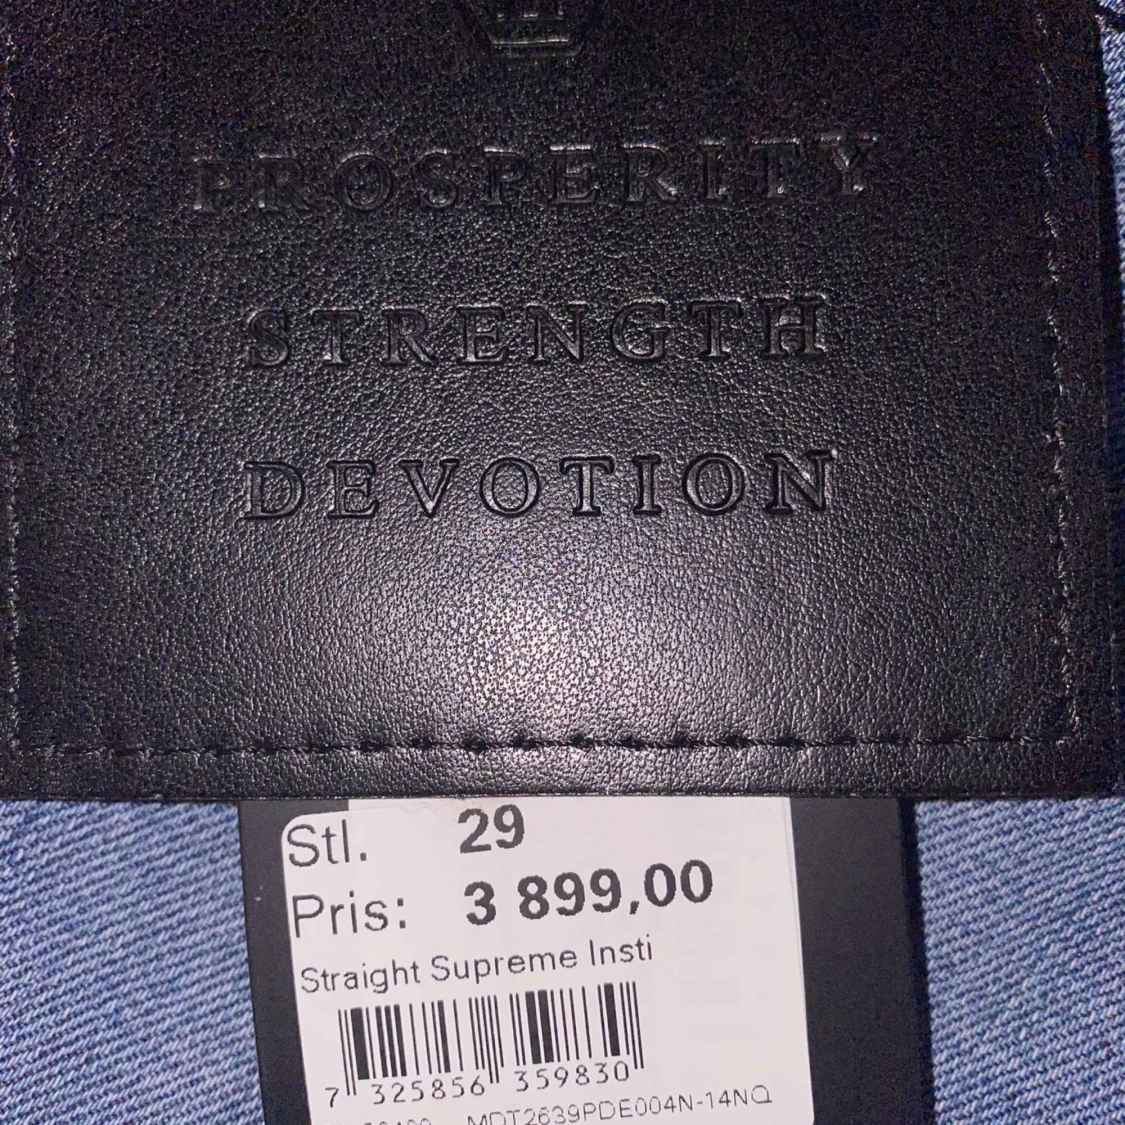 PROSPERITY
STRENGTH
DEVOTION
Stl. 29
Pris: 3 899,00
Straight Supreme Insti
7 325856 359830
MDT2639PDE004N-14NQ